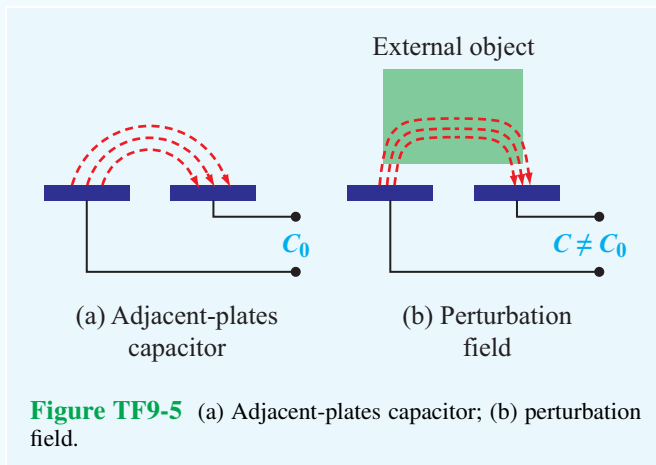 External object
C₀
C ≠ C₀
(a) Adjacent-plates
capacitor
(b) Perturbation
field
Figure TF9-5 (a) Adjacent-plates capacitor; (b) perturbation
field.